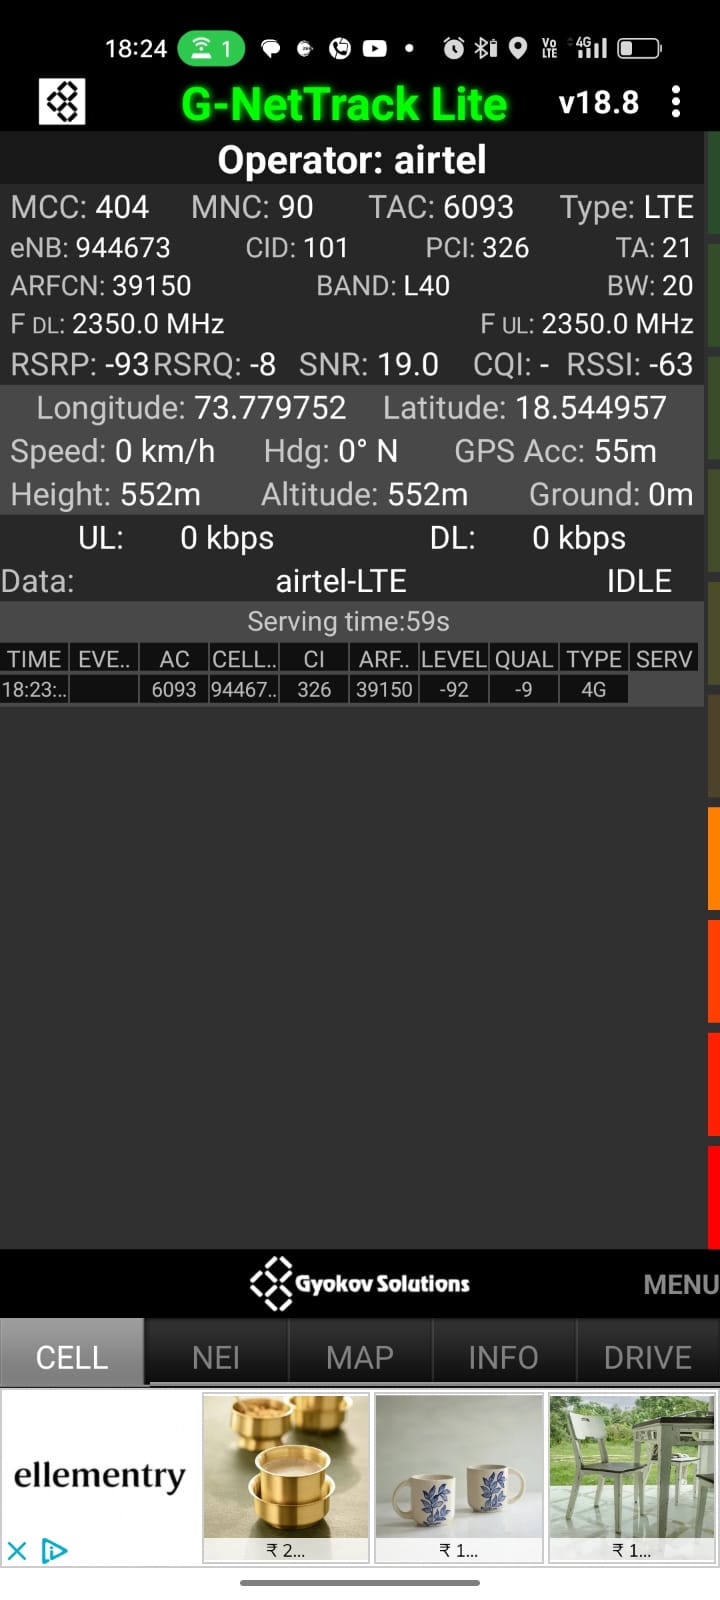 18:24 1 Vo LTE 4G
G-NetTrack Lite v18.8
Operator: airtel
MCC: 404 MNC: 90 TAC: 6093 Type: LTE
eNB: 944673 CID: 101 PCI: 326 TA: 21
ARFCN: 39150 BAND: L40 BW: 20
F DL: 2350.0 MHz F UL: 2350.0 MHz
RSRP: -93 RSRQ: -8 SNR: 19.0 CQI: - RSSI: -63
Longitude: 73.779752 Latitude: 18.544957
Speed: 0 km/h Hdg: 0° N GPS Acc: 55m
Height: 552m Altitude: 552m Ground: 0m
UL: 0 kbps DL: 0 kbps
Data: airtel-LTE IDLE
Serving time:59s
TIME EVE.. AC CELL.. CI ARF.. LEVEL QUAL TYPE SERV
18:23:.. 6093 94467.. 326 39150 -92 -9 4G
Gyokov Solutions MENU
CELL NEI MAP INFO DRIVE
ellementry
₹ 2... ₹ 1... ₹ 1...